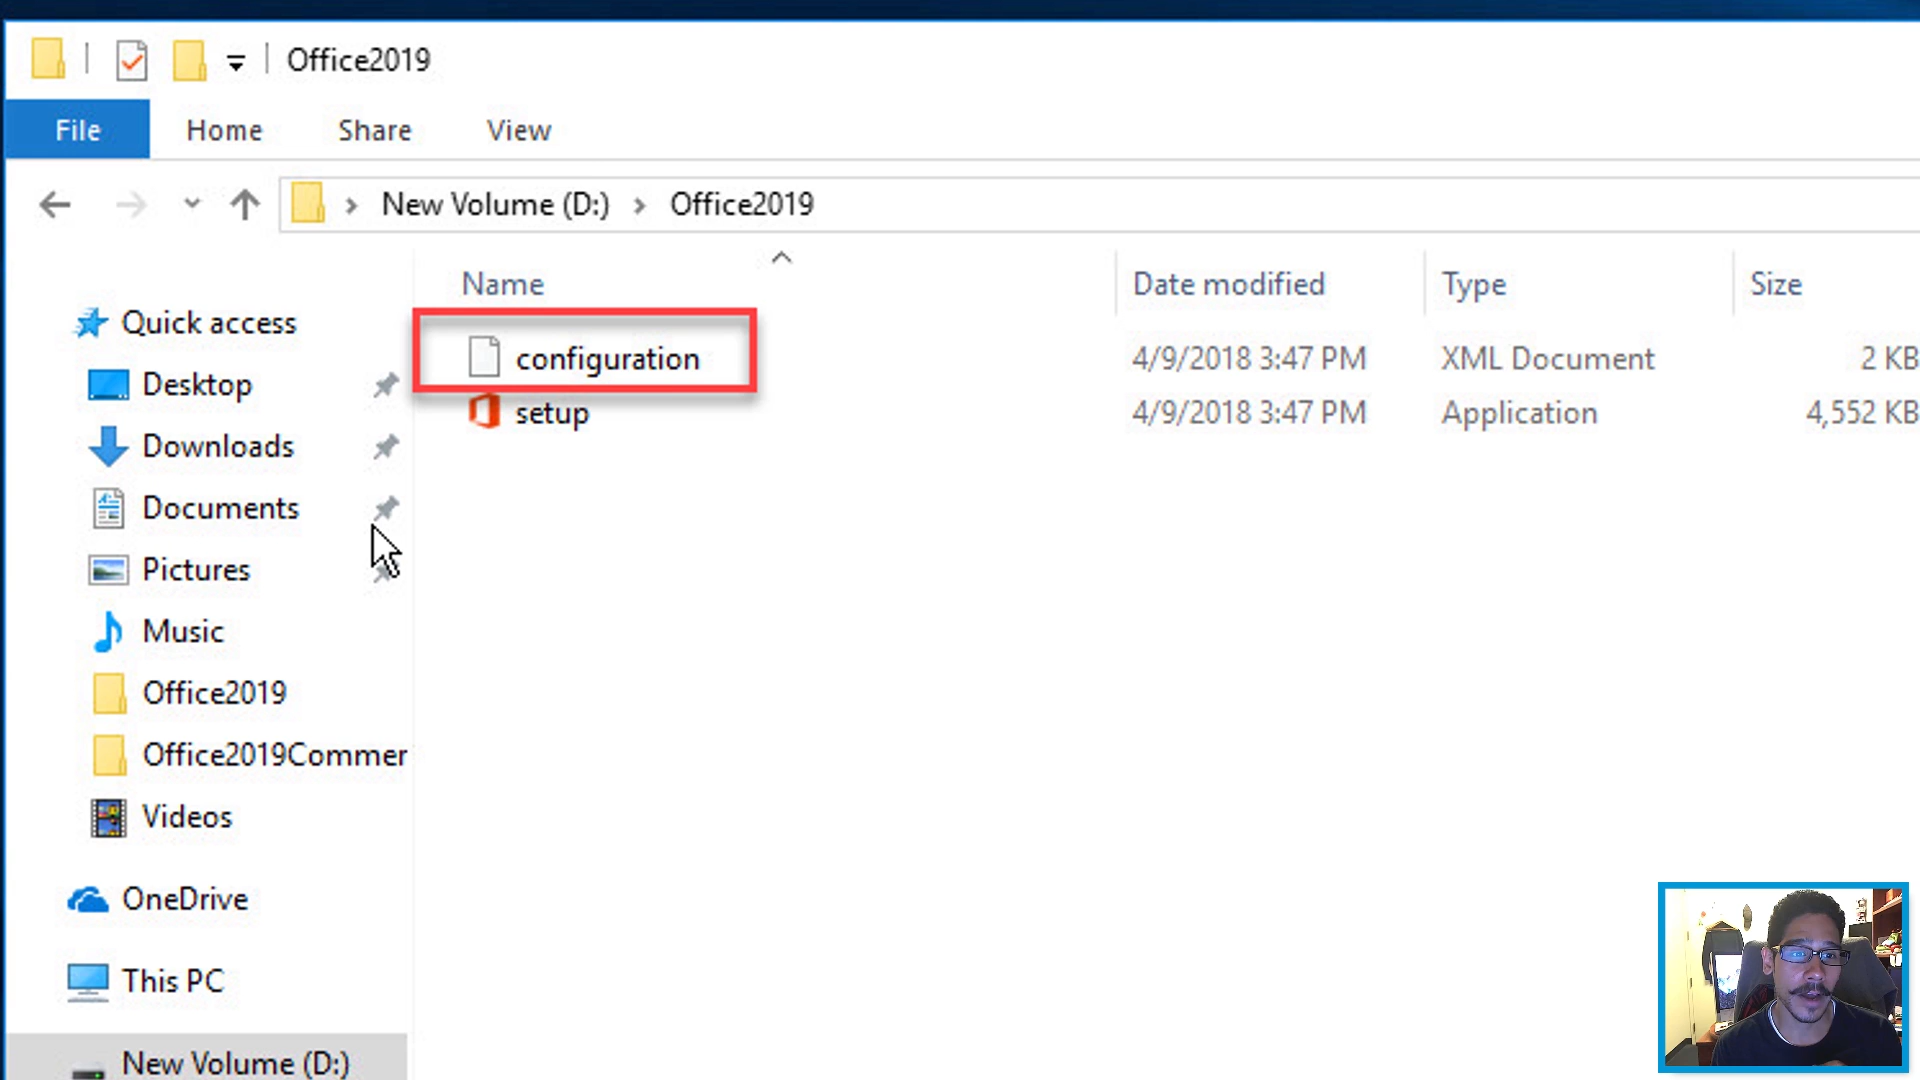 Office2019
File Home Share View
New Volume (D:) Office2019
Name Date modified Type Size
configuration 4/9/2018 3:47 PM XML Document 2 KB
setup 4/9/2018 3:47 PM Application 4,552 KB
Quick access
Desktop
Downloads
Documents
Pictures
Music
Office2019
Office2019Commer
Videos
OneDrive
This PC
New Volume (D:)